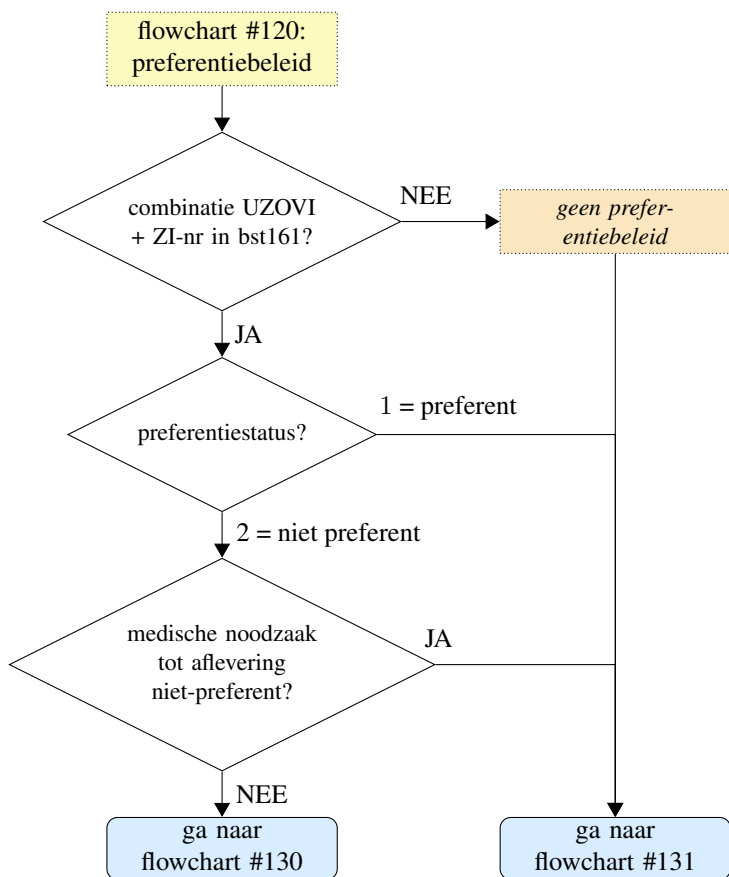 flowchart #120:
preferentiebeleid
combinatie UZOVI
+ ZI-nr in bst161?
NEE
geen prefer-
entiebeleid
JA
preferentiestatus?
1 = preferent
2 = niet preferent
medische noodzaak
tot aflevering
niet-preferent?
JA
NEE
ga naar
flowchart #130
ga naar
flowchart #131